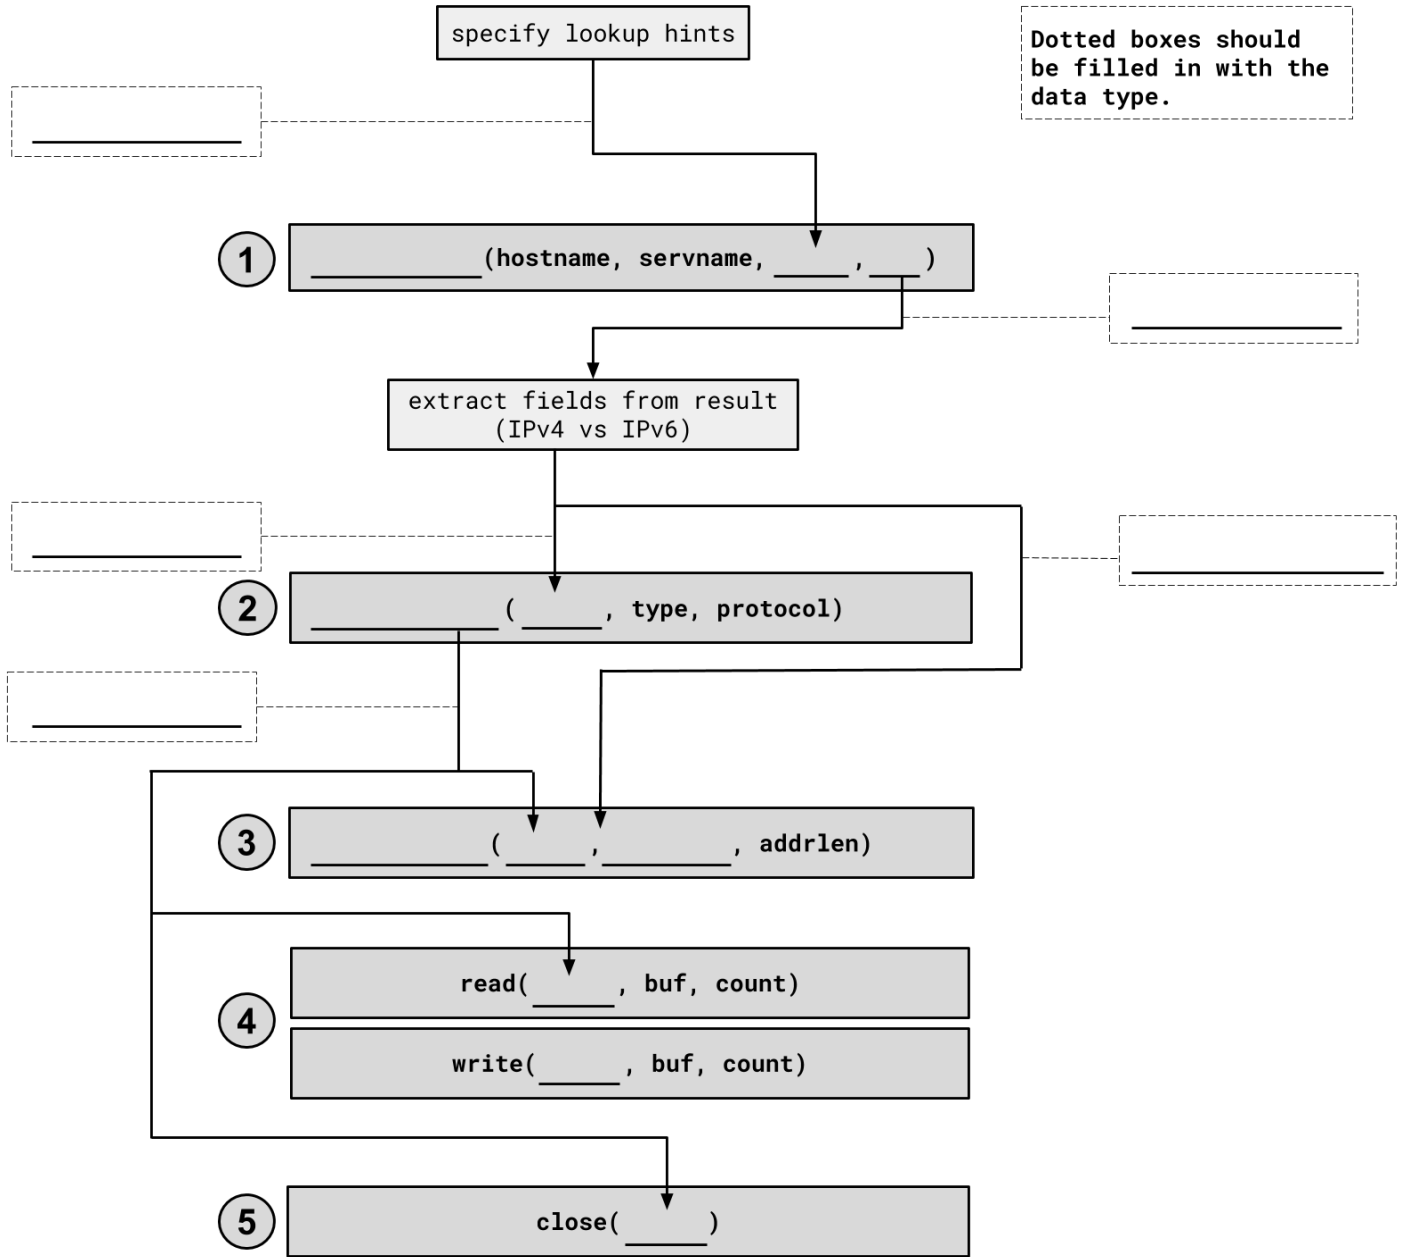 specify lookup hints
Dotted boxes should
be filled in with the
data type.
1
(hostname, servname, , )
extract fields from result
(IPv4 vs IPv6)
2
( , type, protocol)
3
( , , addrlen)
4
read( , buf, count)
write( , buf, count)
5
close( )